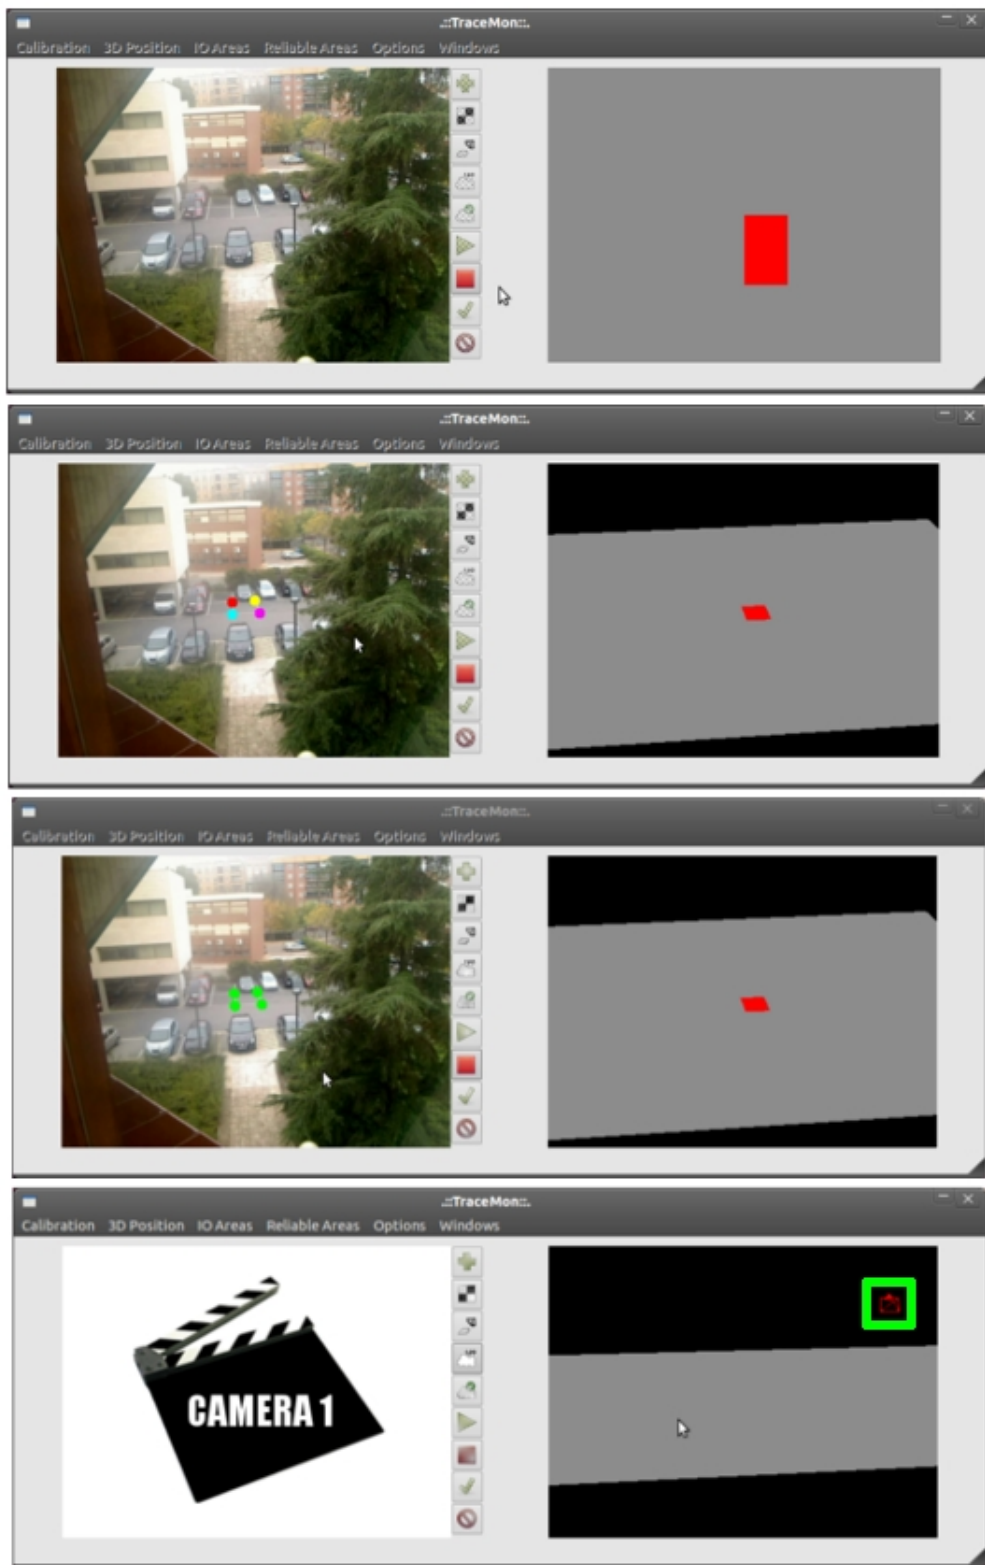 .::TraceMon::.
Calibration 3D Position IO Areas Reliable Areas Options Windows
.::TraceMon::.
Calibration 3D Position IO Areas Reliable Areas Options Windows
.::TraceMon::.
Calibration 3D Position IO Areas Reliable Areas Options Windows
.::TraceMon::.
Calibration 3D Position IO Areas Reliable Areas Options Windows
CAMERA 1